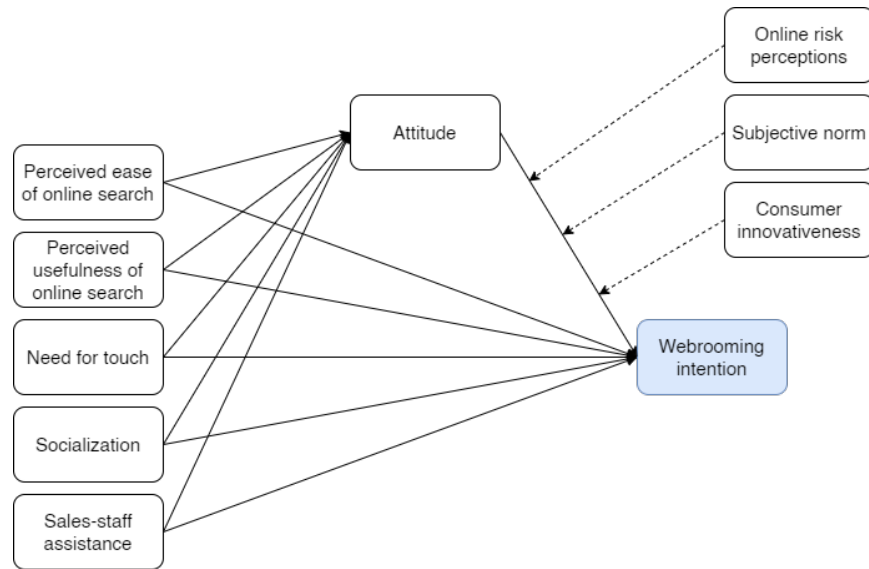 Online risk
perceptions
Attitude
Subjective norm
Perceived ease
of online search
Consumer
innovativeness
Perceived
usefulness of
online search
Need for touch
Webrooming
intention
Socialization
Sales-staff
assistance